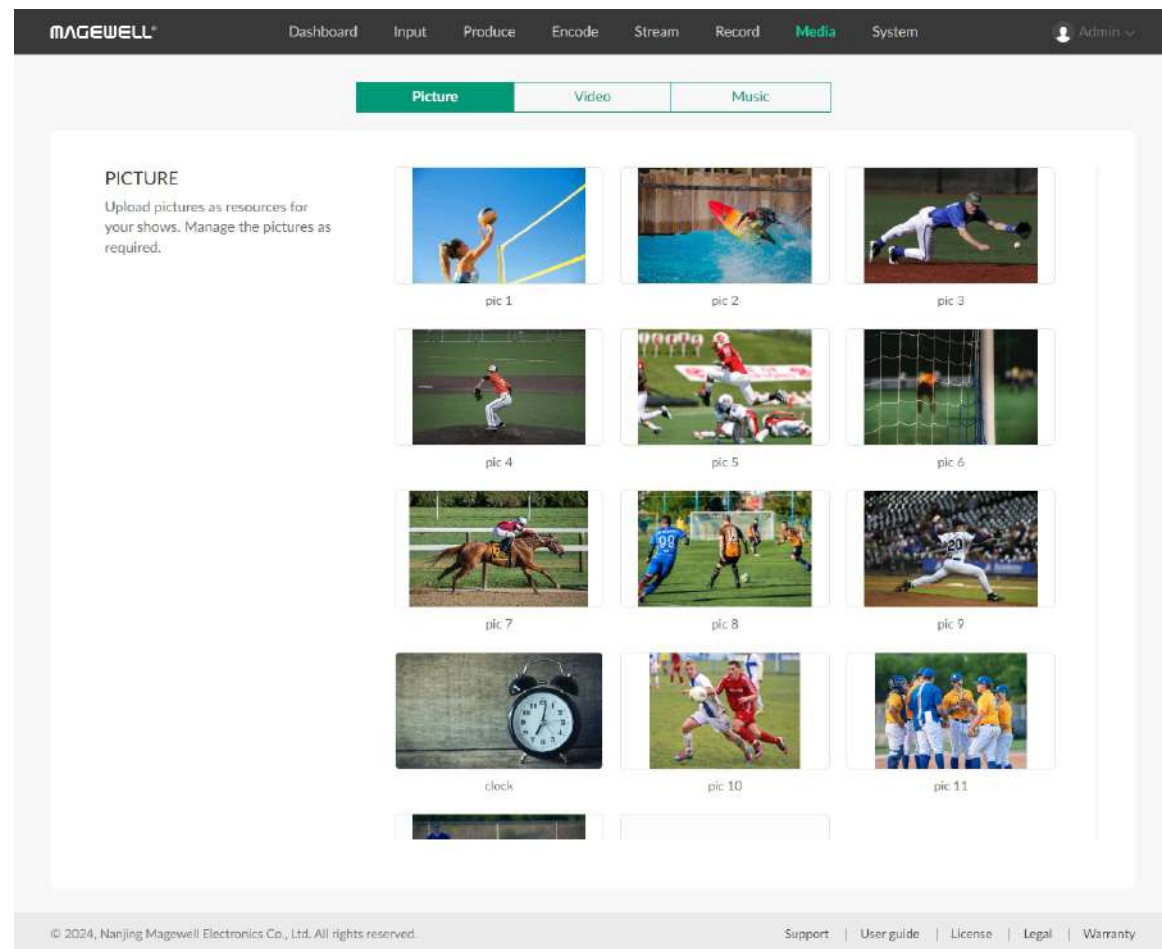 MAGEWELL®
Dashboard Input Produce Encode Stream Record Media System Admin
Picture Video Music
PICTURE
Upload pictures as resources for
your shows. Manage the pictures as
required.
pic 1 pic 2 pic 3
pic 4 pic 5 pic 6
99 20
pic 7 pic 8 pic 9
clock pic 10 pic 11
© 2024, Nanjing Magewell Electronics Co., Ltd. All rights reserved. Support | User guide | License | Legal | Warranty